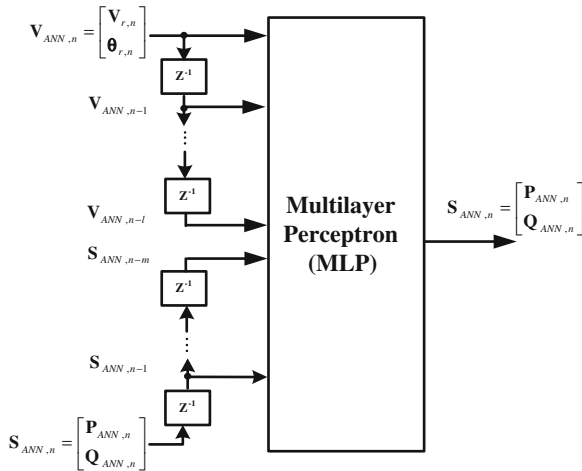 V_{ANN,n} = [V_{r,n}
θ_{r,n}]
Z⁻¹
V_{ANN,n-1}
Z⁻¹
V_{ANN,n-l}
Multilayer
Perceptron
(MLP)
S_{ANN,n} = [P_{ANN,n}
Q_{ANN,n}]
S_{ANN,n-m}
Z⁻¹
S_{ANN,n-1}
Z⁻¹
S_{ANN,n} = [P_{ANN,n}
Q_{ANN,n}]